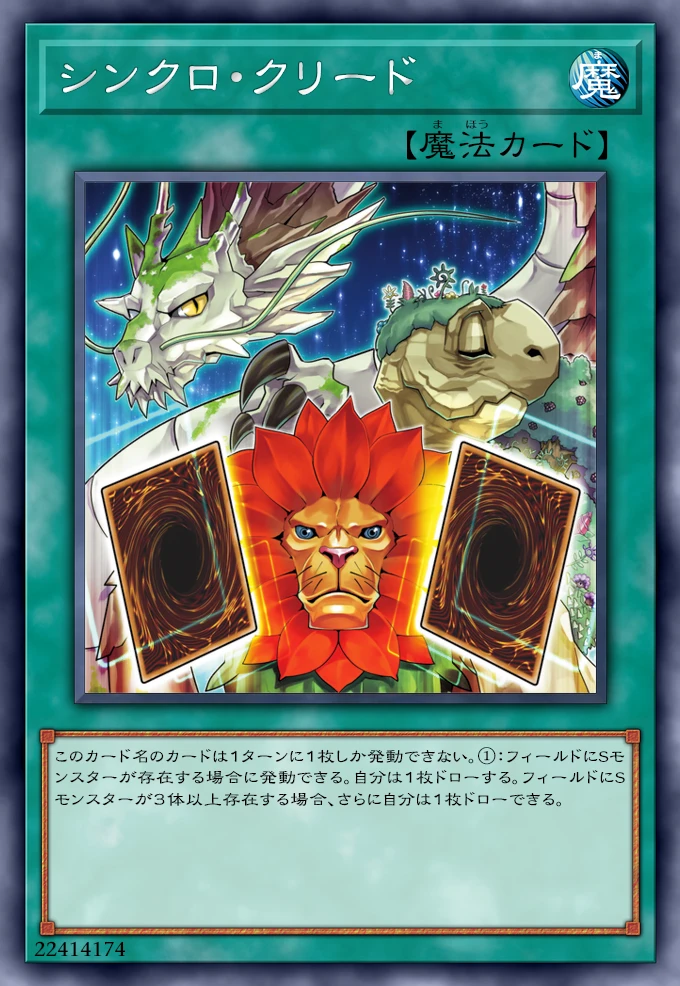 シンクロ・クリード
魔
ま
【魔法カード】
ま ほう
このカード名のカードは1ターンに1枚しか発動できない。①:フィールドにSモ
ンスターが存在する場合に発動できる。自分は1枚ドローする。フィールドにS
モンスターが3体以上存在する場合、さらに自分は1枚ドローできる。
22414174